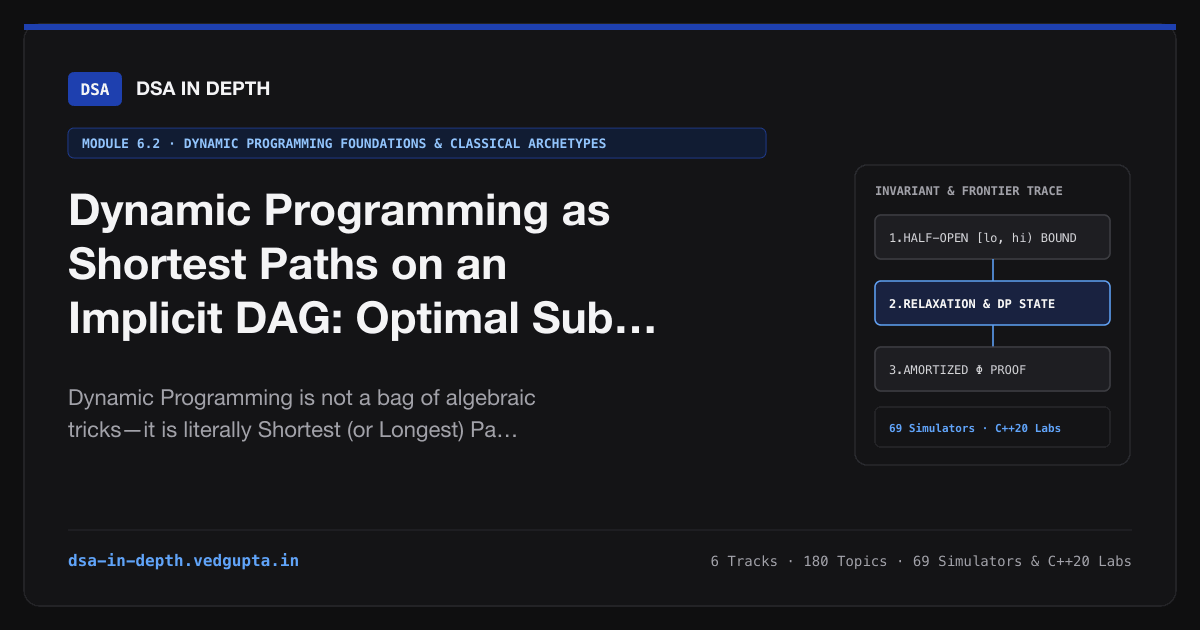 DSA
DSA IN DEPTH
MODULE 6.2 · DYNAMIC PROGRAMMING FOUNDATIONS & CLASSICAL ARCHETYPES
Dynamic Programming as
Shortest Paths on an
Implicit DAG: Optimal Sub…
Dynamic Programming is not a bag of algebraic
tricks—it is literally Shortest (or Longest) Pa…
INVARIANT & FRONTIER TRACE
1.HALF-OPEN [lo, hi) BOUND
2.RELAXATION & DP STATE
3.AMORTIZED Φ PROOF
69 Simulators · C++20 Labs
dsa-in-depth.vedgupta.in
6 Tracks · 180 Topics · 69 Simulators & C++20 Labs